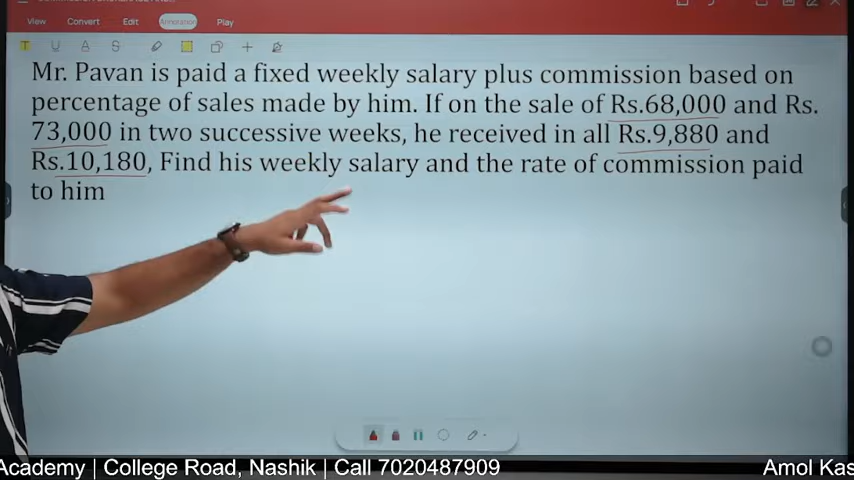 View Convert Edit Annotation Play
Mr. Pavan is paid a fixed weekly salary plus commission based on
percentage of sales made by him. If on the sale of Rs.68,000 and Rs.
73,000 in two successive weeks, he received in all Rs.9,880 and
Rs.10,180, Find his weekly salary and the rate of commission paid
to him
Academy | College Road, Nashik | Call 7020487909 Amol Kas